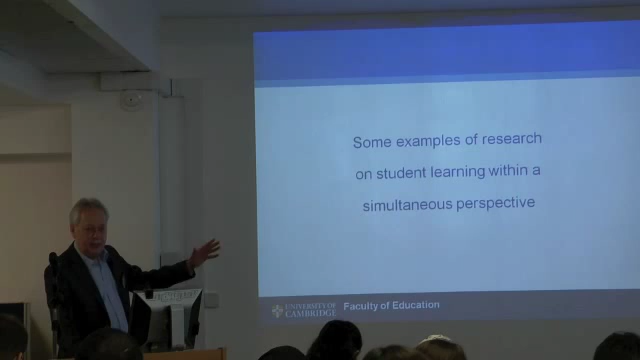 Some examples of research
on student learning within a
simultaneous perspective
UNIVERSITY OF
CAMBRIDGE
Faculty of Education